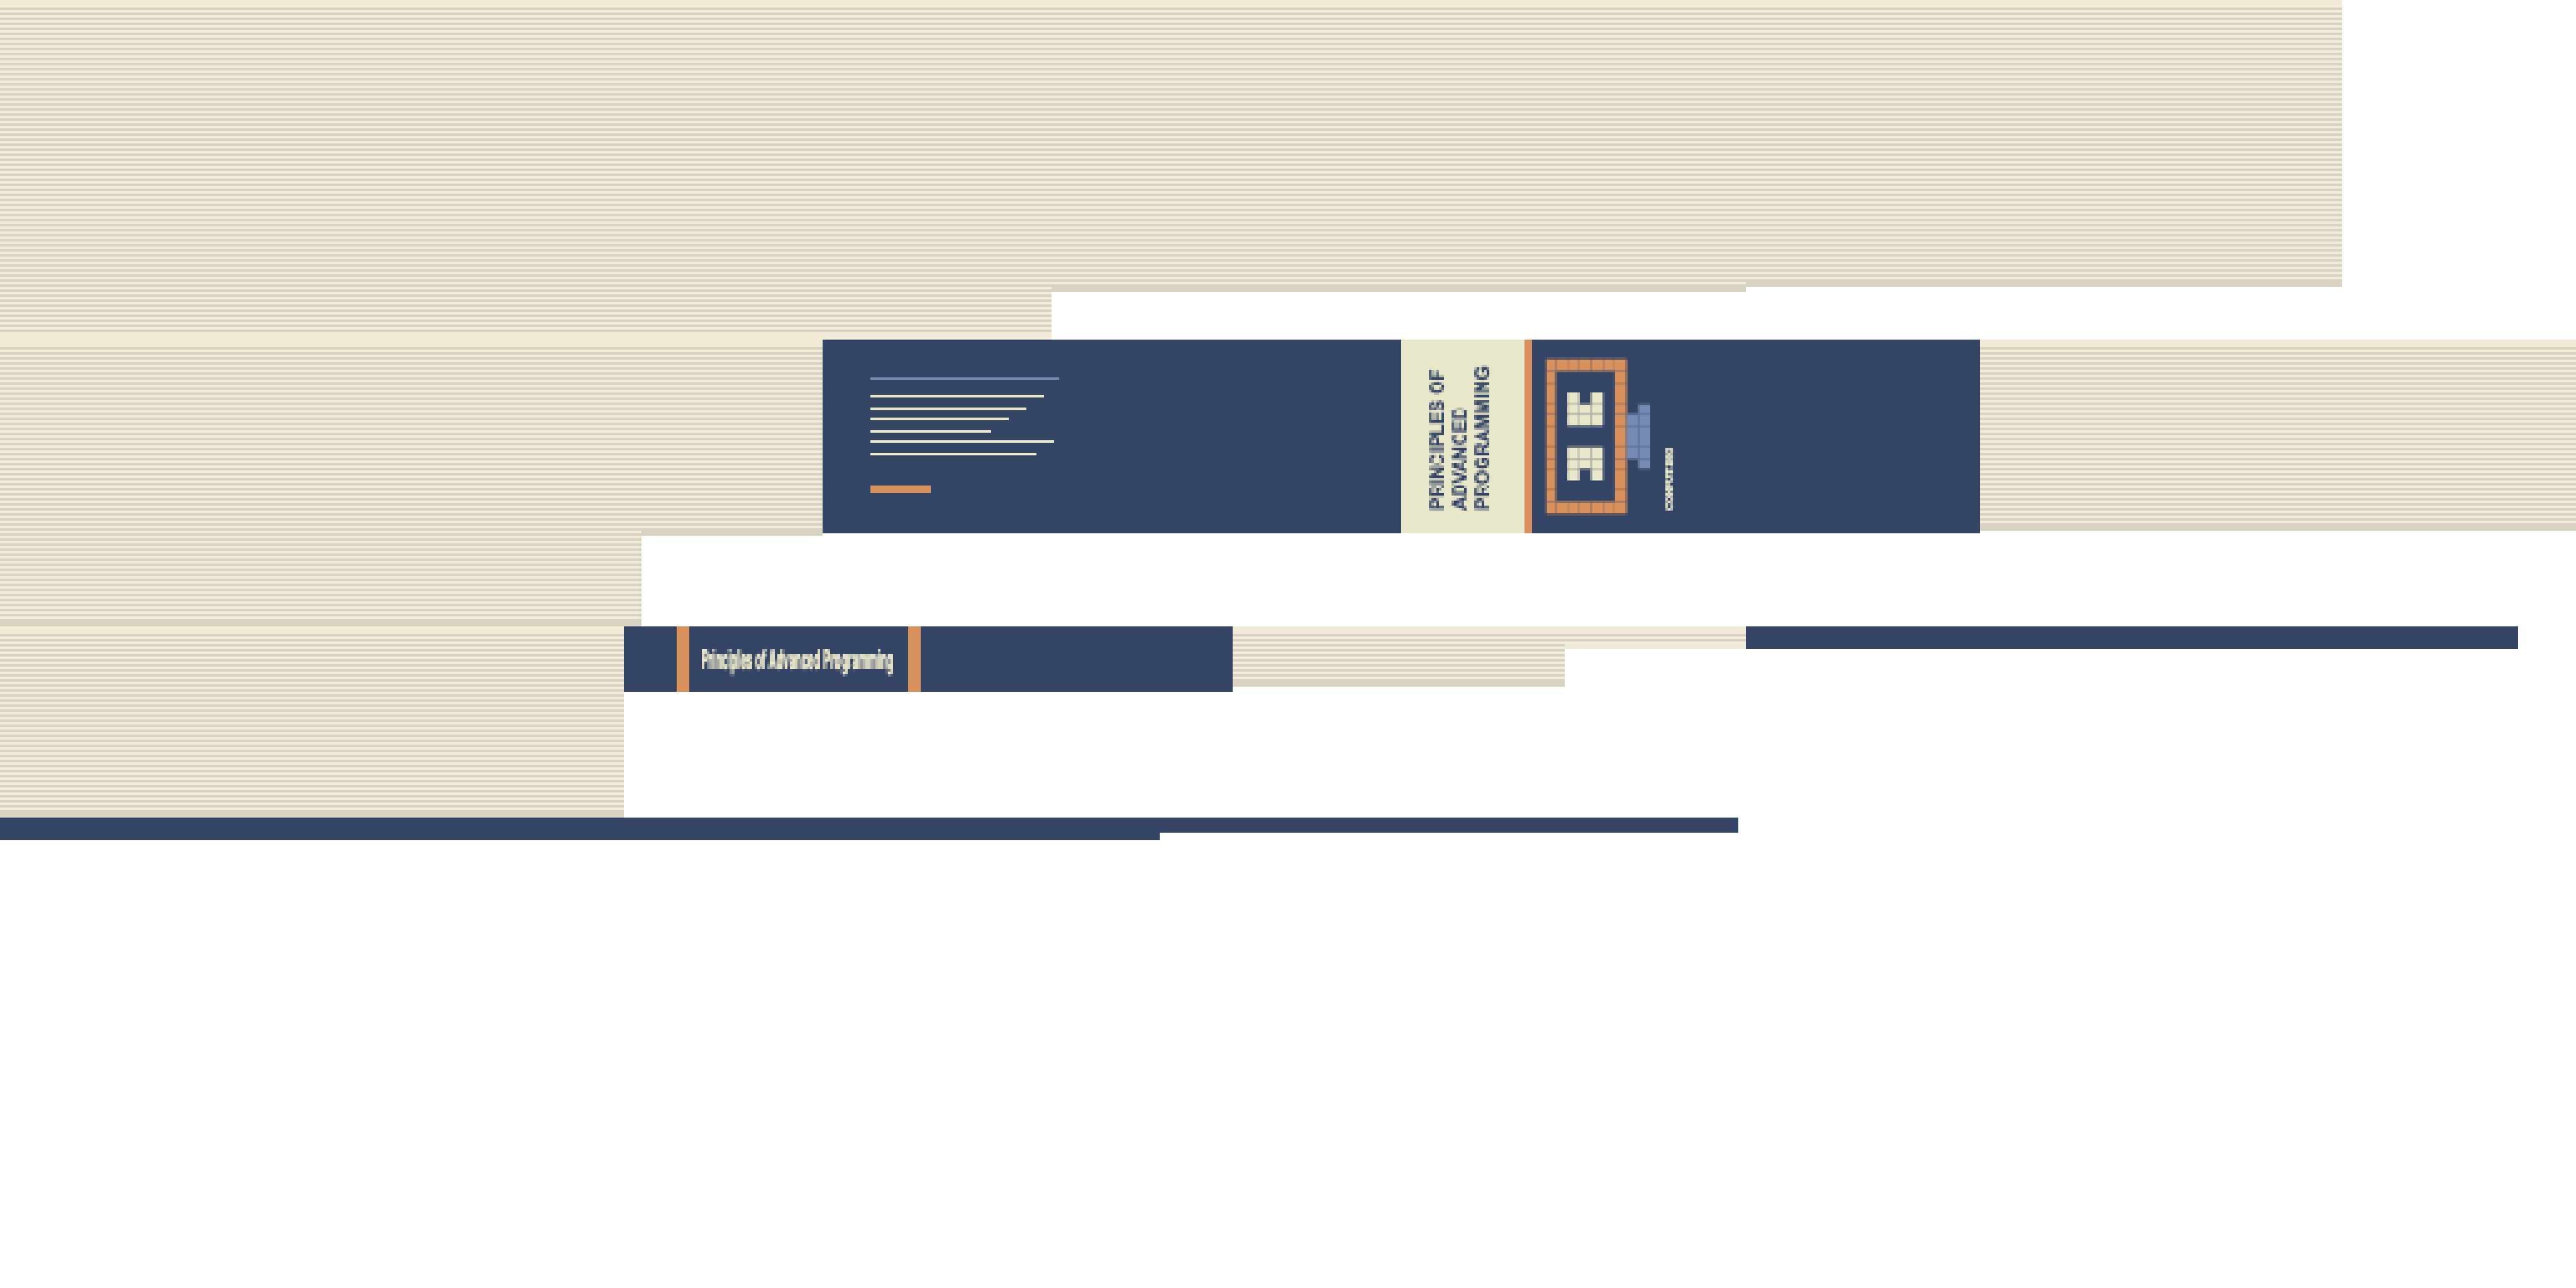 PRINCIPLES OF
ADVANCED
PROGRAMMING
Principles of Advanced Programming